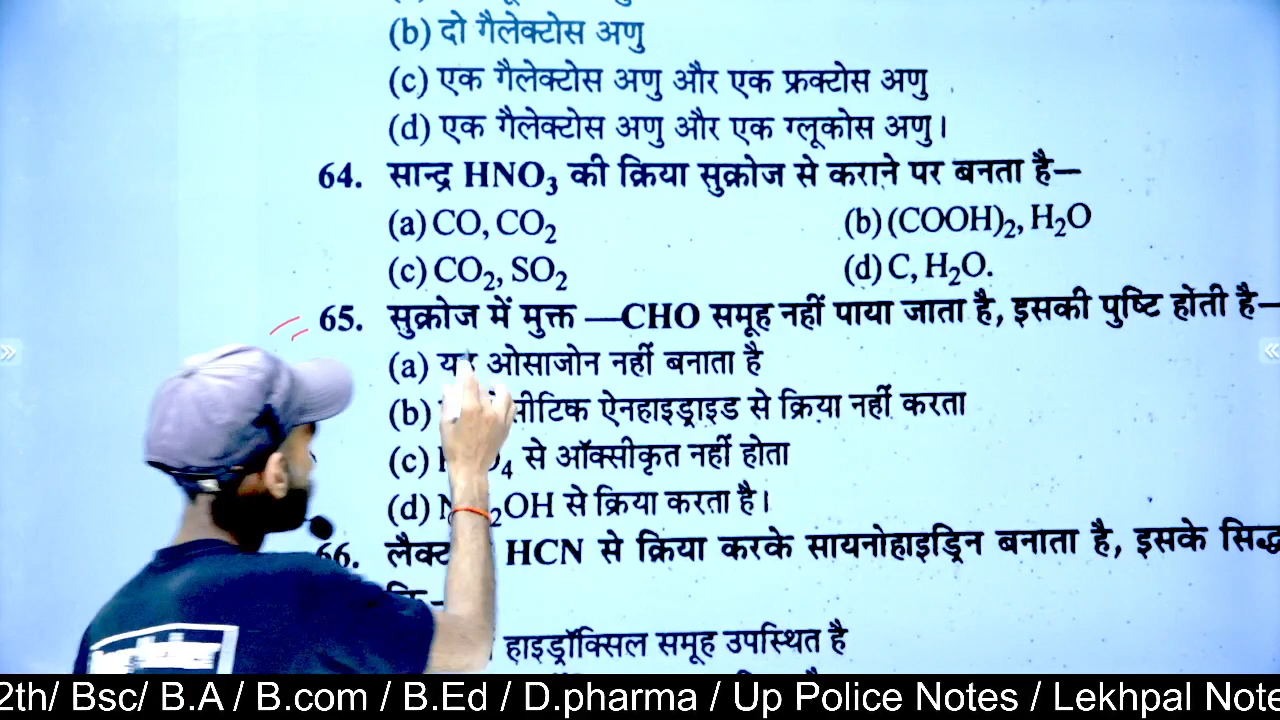 (b) दो गैलेक्टोस अणु
(c) एक गैलेक्टोस अणु और एक फ्रक्टोस अणु
(d) एक गैलेक्टोस अणु और एक ग्लूकोस अणु।
64. सान्द्र HNO₃ की क्रिया सुक्रोज से कराने पर बनता है—
(a) CO, CO₂ (b) (COOH)₂, H₂O
(c) CO₂, SO₂ (d) C, H₂O.
65. सुक्रोज में मुक्त —CHO समूह नहीं पाया जाता है, इसकी पुष्टि होती है—
(a) ओसाजोन नहीं बनाता है
(b) ऐनहाइड्राइड से क्रिया नहीं करता
(c) से ऑक्सीकृत नहीं होता
(d) से क्रिया करता है।
66. HCN से क्रिया करके सायनोहाइड्रिन बनाता है, इसके सिद्ध
हाइड्रॉक्सिल समूह उपस्थित है
2th/ Bsc/ B.A / B.com / B.Ed / D.pharma / Up Police Notes / Lekhpal Note